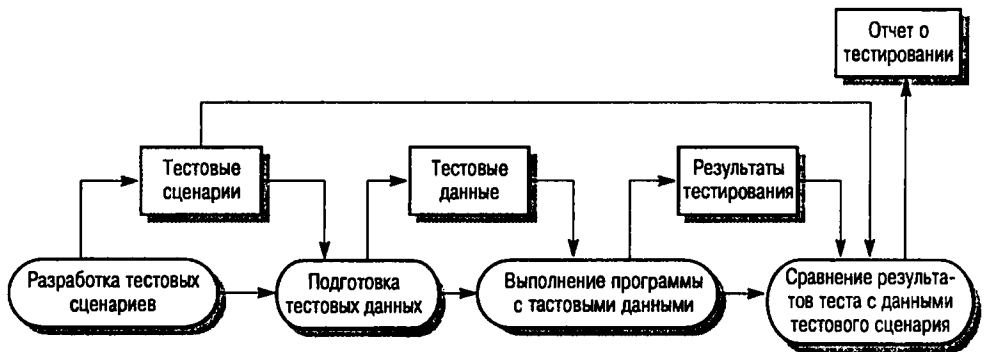 Отчет о
тестировании
Тестовые
сценарии
Тестовые
данные
Результаты
тестирования
Разработка тестовых
сценариев
Подготовка
тестовых данных
Выполнение программы
с тастовыми данными
Сравнение результа-
тов теста с данными
тестового сценария